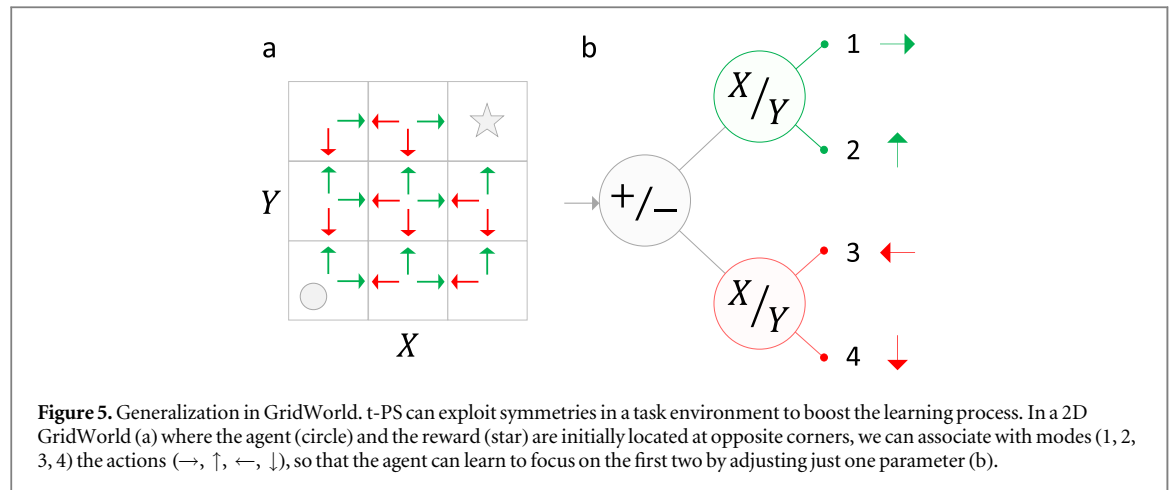 a
b
Y
X
+/−
X/Y
X/Y
1 →
2 ↑
3 ←
4 ↓
Figure 5. Generalization in GridWorld. t-PS can exploit symmetries in a task environment to boost the learning process. In a 2D
GridWorld (a) where the agent (circle) and the reward (star) are initially located at opposite corners, we can associate with modes (1, 2,
3, 4) the actions (→, ↑, ←, ↓), so that the agent can learn to focus on the first two by adjusting just one parameter (b).